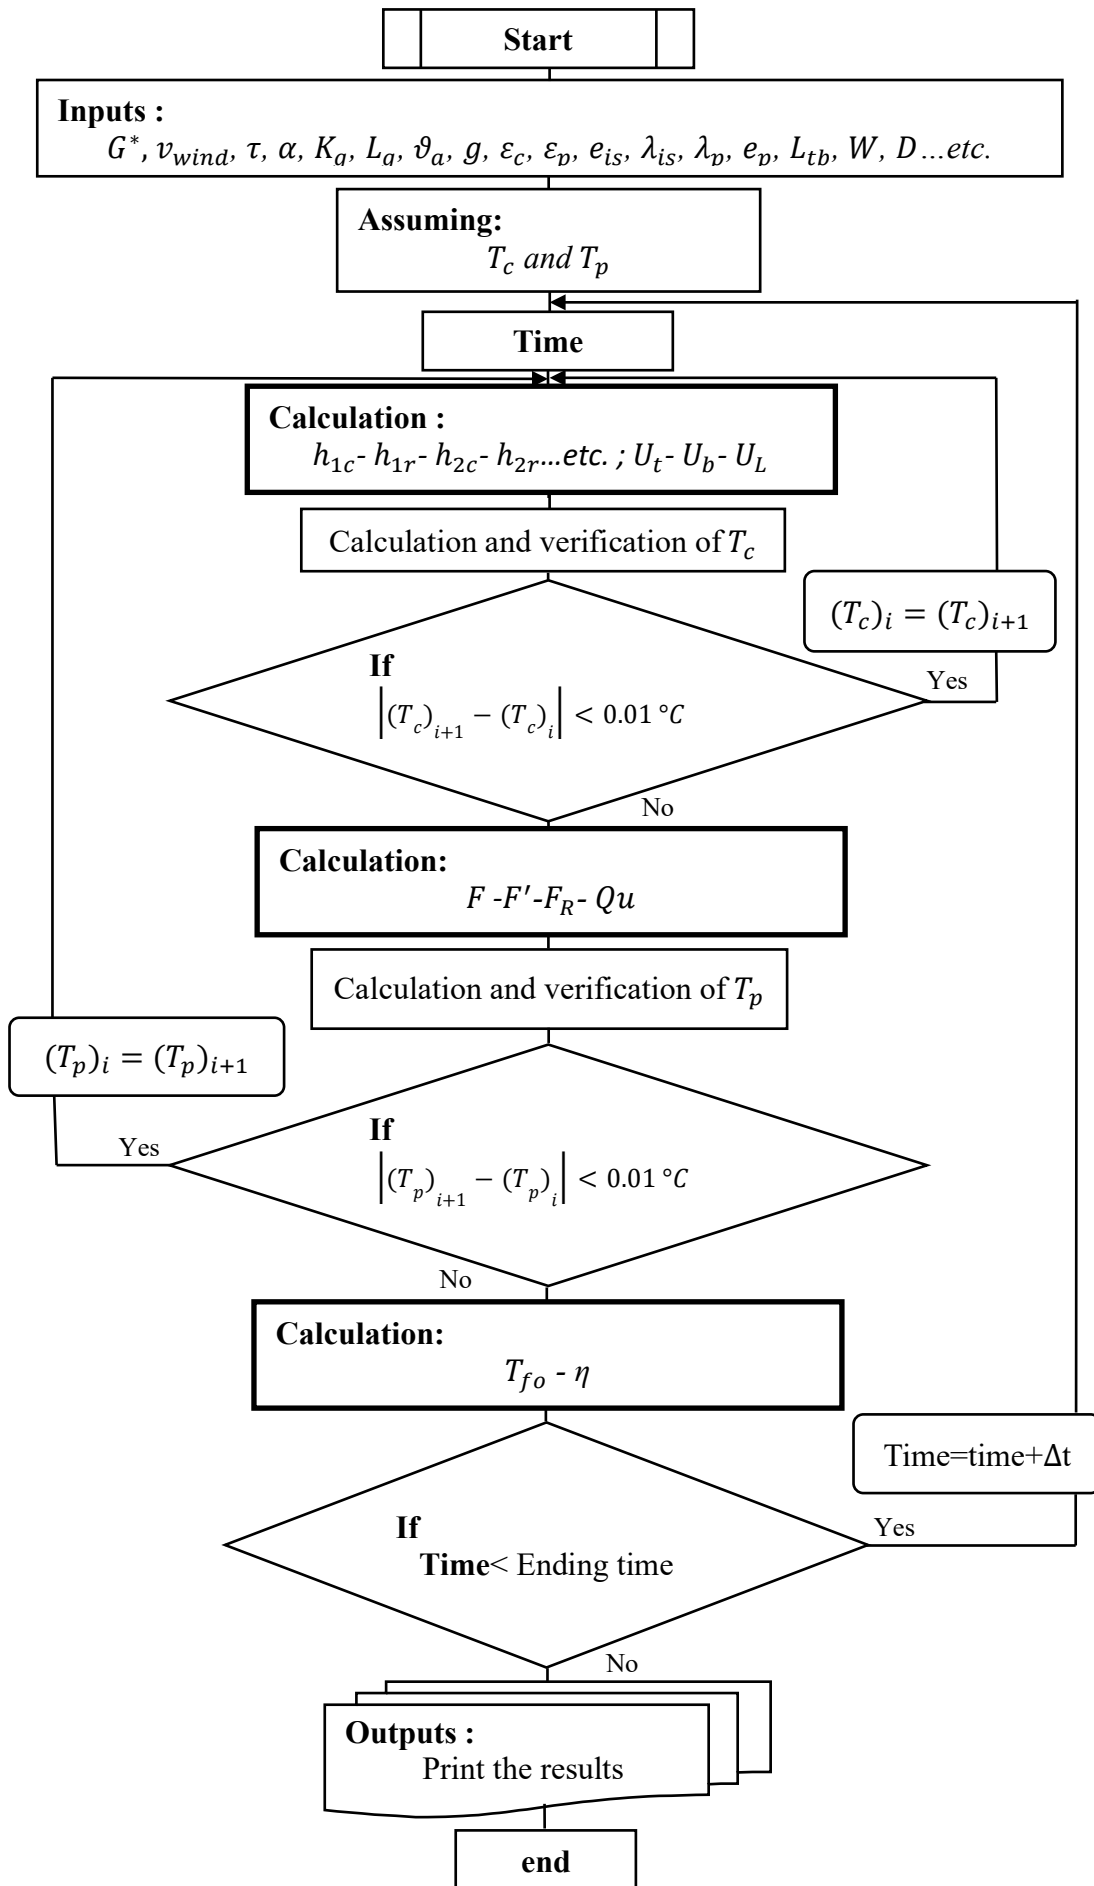 Start
Inputs :
G*, v_wind, τ, α, K_g, L_g, ϑ_a, g, ε_c, ε_p, e_is, λ_is, λ_p, e_p, L_tb, W, D ...etc.
Assuming:
T_c and T_p
Time
Calculation :
h_1c- h_1r- h_2c- h_2r...etc. ; U_t- U_b- U_L
Calculation and verification of T_c
(T_c)_i = (T_c)_i+1
If
Yes
|(T_c)_i+1 − (T_c)_i| < 0.01 °C
No
Calculation:
F -F′-F_R- Qu
Calculation and verification of T_p
(T_p)_i = (T_p)_i+1
If
Yes
|(T_p)_i+1 − (T_p)_i| < 0.01 °C
No
Calculation:
T_fo - η
Time=time+Δt
If
Yes
Time< Ending time
No
Outputs :
Print the results
end